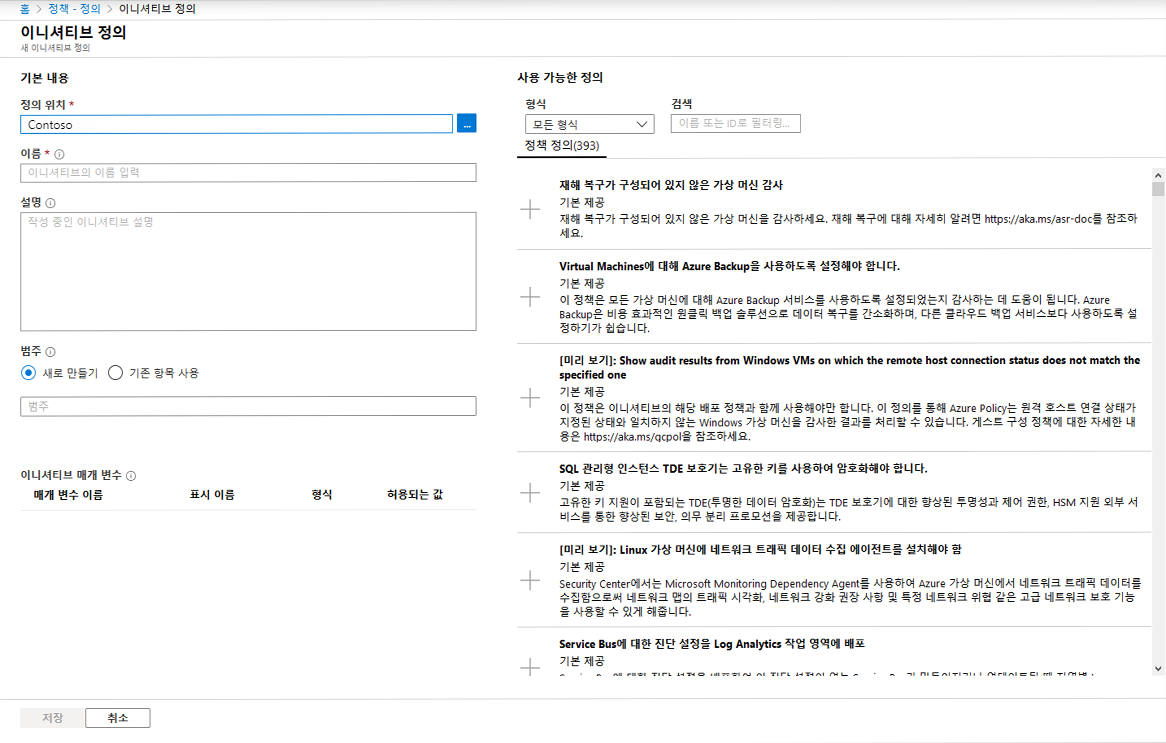 홈 > 정책 - 정의 > 이니셔티브 정의
이니셔티브 정의
새 이니셔티브 정의
기본 내용
정의 위치 *
Contoso
...
이름 *
이니셔티브의 이름 입력
설명
작성 중인 이니셔티브 설명
범주
새로 만들기 기존 항목 사용
범주
이니셔티브 매개 변수
매개 변수 이름 표시 이름 형식 허용되는 값
사용 가능한 정의
형식 검색
모든 형식 이름 또는 ID로 필터링...
정책 정의(393)
재해 복구가 구성되어 있지 않은 가상 머신 감사
기본 제공
재해 복구가 구성되어 있지 않은 가상 머신을 감사하세요. 재해 복구에 대해 자세히 알려면 https://aka.ms/asr-doc를 참조하
세요.
Virtual Machines에 대해 Azure Backup을 사용하도록 설정해야 합니다.
기본 제공
이 정책은 모든 가상 머신에 대해 Azure Backup 서비스를 사용하도록 설정되었는지 감사하는 데 도움이 됩니다. Azure
Backup은 비용 효과적인 원클릭 백업 솔루션으로 데이터 복구를 간소화하며, 다른 클라우드 백업 서비스보다 사용하도록 설
정하기가 쉽습니다.
[미리 보기]: Show audit results from Windows VMs on which the remote host connection status does not match the
specified one
기본 제공
이 정책은 이니셔티브의 해당 배포 정책과 함께 사용해야만 합니다. 이 정의를 통해 Azure Policy는 원격 호스트 연결 상태가
지정된 상태와 일치하지 않는 Windows 가상 머신을 감사한 결과를 처리할 수 있습니다. 게스트 구성 정책에 대한 자세한 내
용은 https://aka.ms/gcpol을 참조하세요.
SQL 관리형 인스턴스 TDE 보호기는 고유한 키를 사용하여 암호화해야 합니다.
기본 제공
고유한 키 지원이 포함되는 TDE(투명한 데이터 암호화)는 TDE 보호기에 대한 향상된 투명성과 제어 권한, HSM 지원 외부 서
비스를 통한 향상된 보안, 의무 분리 프로모션을 제공합니다.
[미리 보기]: Linux 가상 머신에 네트워크 트래픽 데이터 수집 에이전트를 설치해야 함
기본 제공
Security Center에서는 Microsoft Monitoring Dependency Agent를 사용하여 Azure 가상 머신에서 네트워크 트래픽 데이터를
수집함으로써 네트워크 맵의 트래픽 시각화, 네트워크 강화 권장 사항 및 특정 네트워크 위협 같은 고급 네트워크 보호 기능
을 사용할 수 있게 해줍니다.
Service Bus에 대한 진단 설정을 Log Analytics 작업 영역에 배포
기본 제공
저장 취소